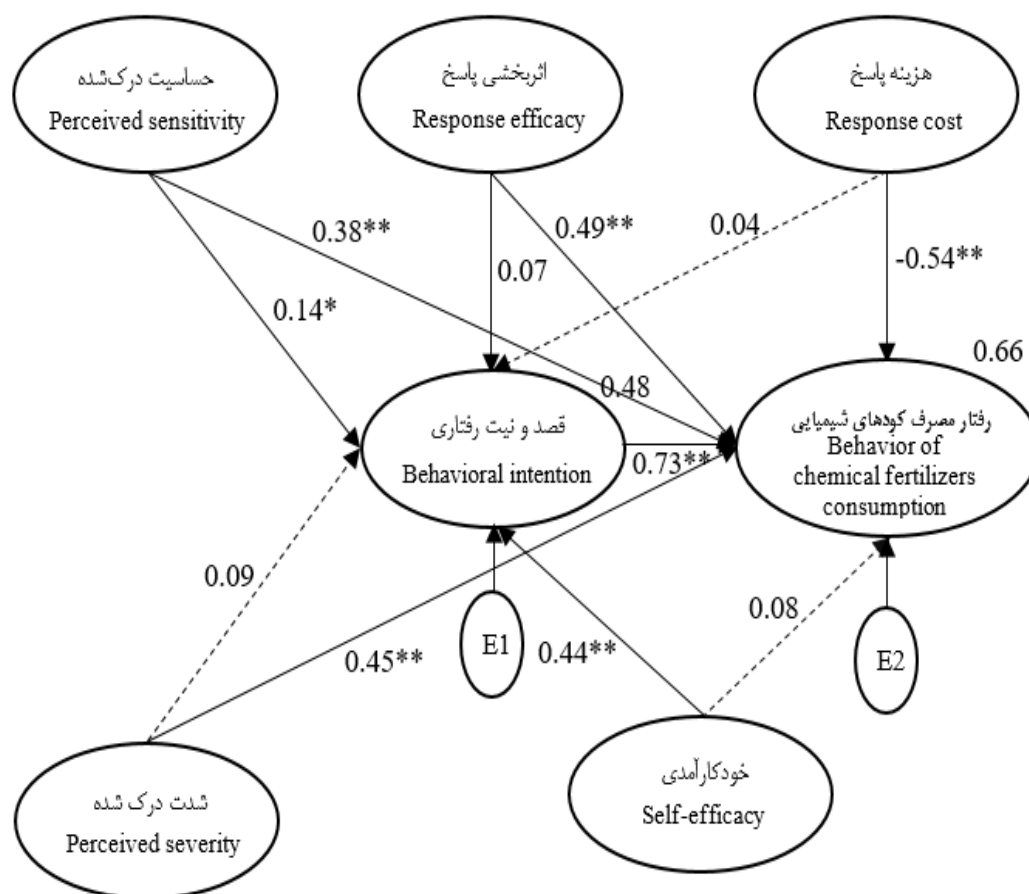 حساسیت درک‌شده
Perceived sensitivity
اثربخشی پاسخ
Response efficacy
هزینه پاسخ
Response cost
0.38**
0.49**
0.04
0.07
-0.54**
0.14*
0.66
0.48
قصد و نیت رفتاری
Behavioral intention
0.73**
رفتار مصرف کودهای شیمیایی
Behavior of
chemical fertilizers
consumption
0.09
0.45**
E1
0.44**
0.08
E2
شدت درک شده
Perceived severity
خودکارآمدی
Self-efficacy